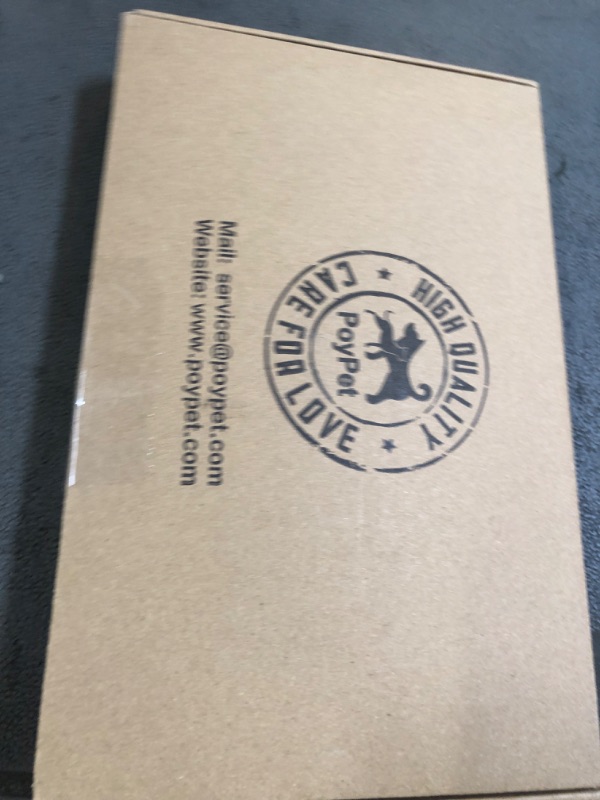 HIGH QUALITY
PoyPet
CARE FOR LOVE
Mail: service@poypet.com
Website: www.poypet.com